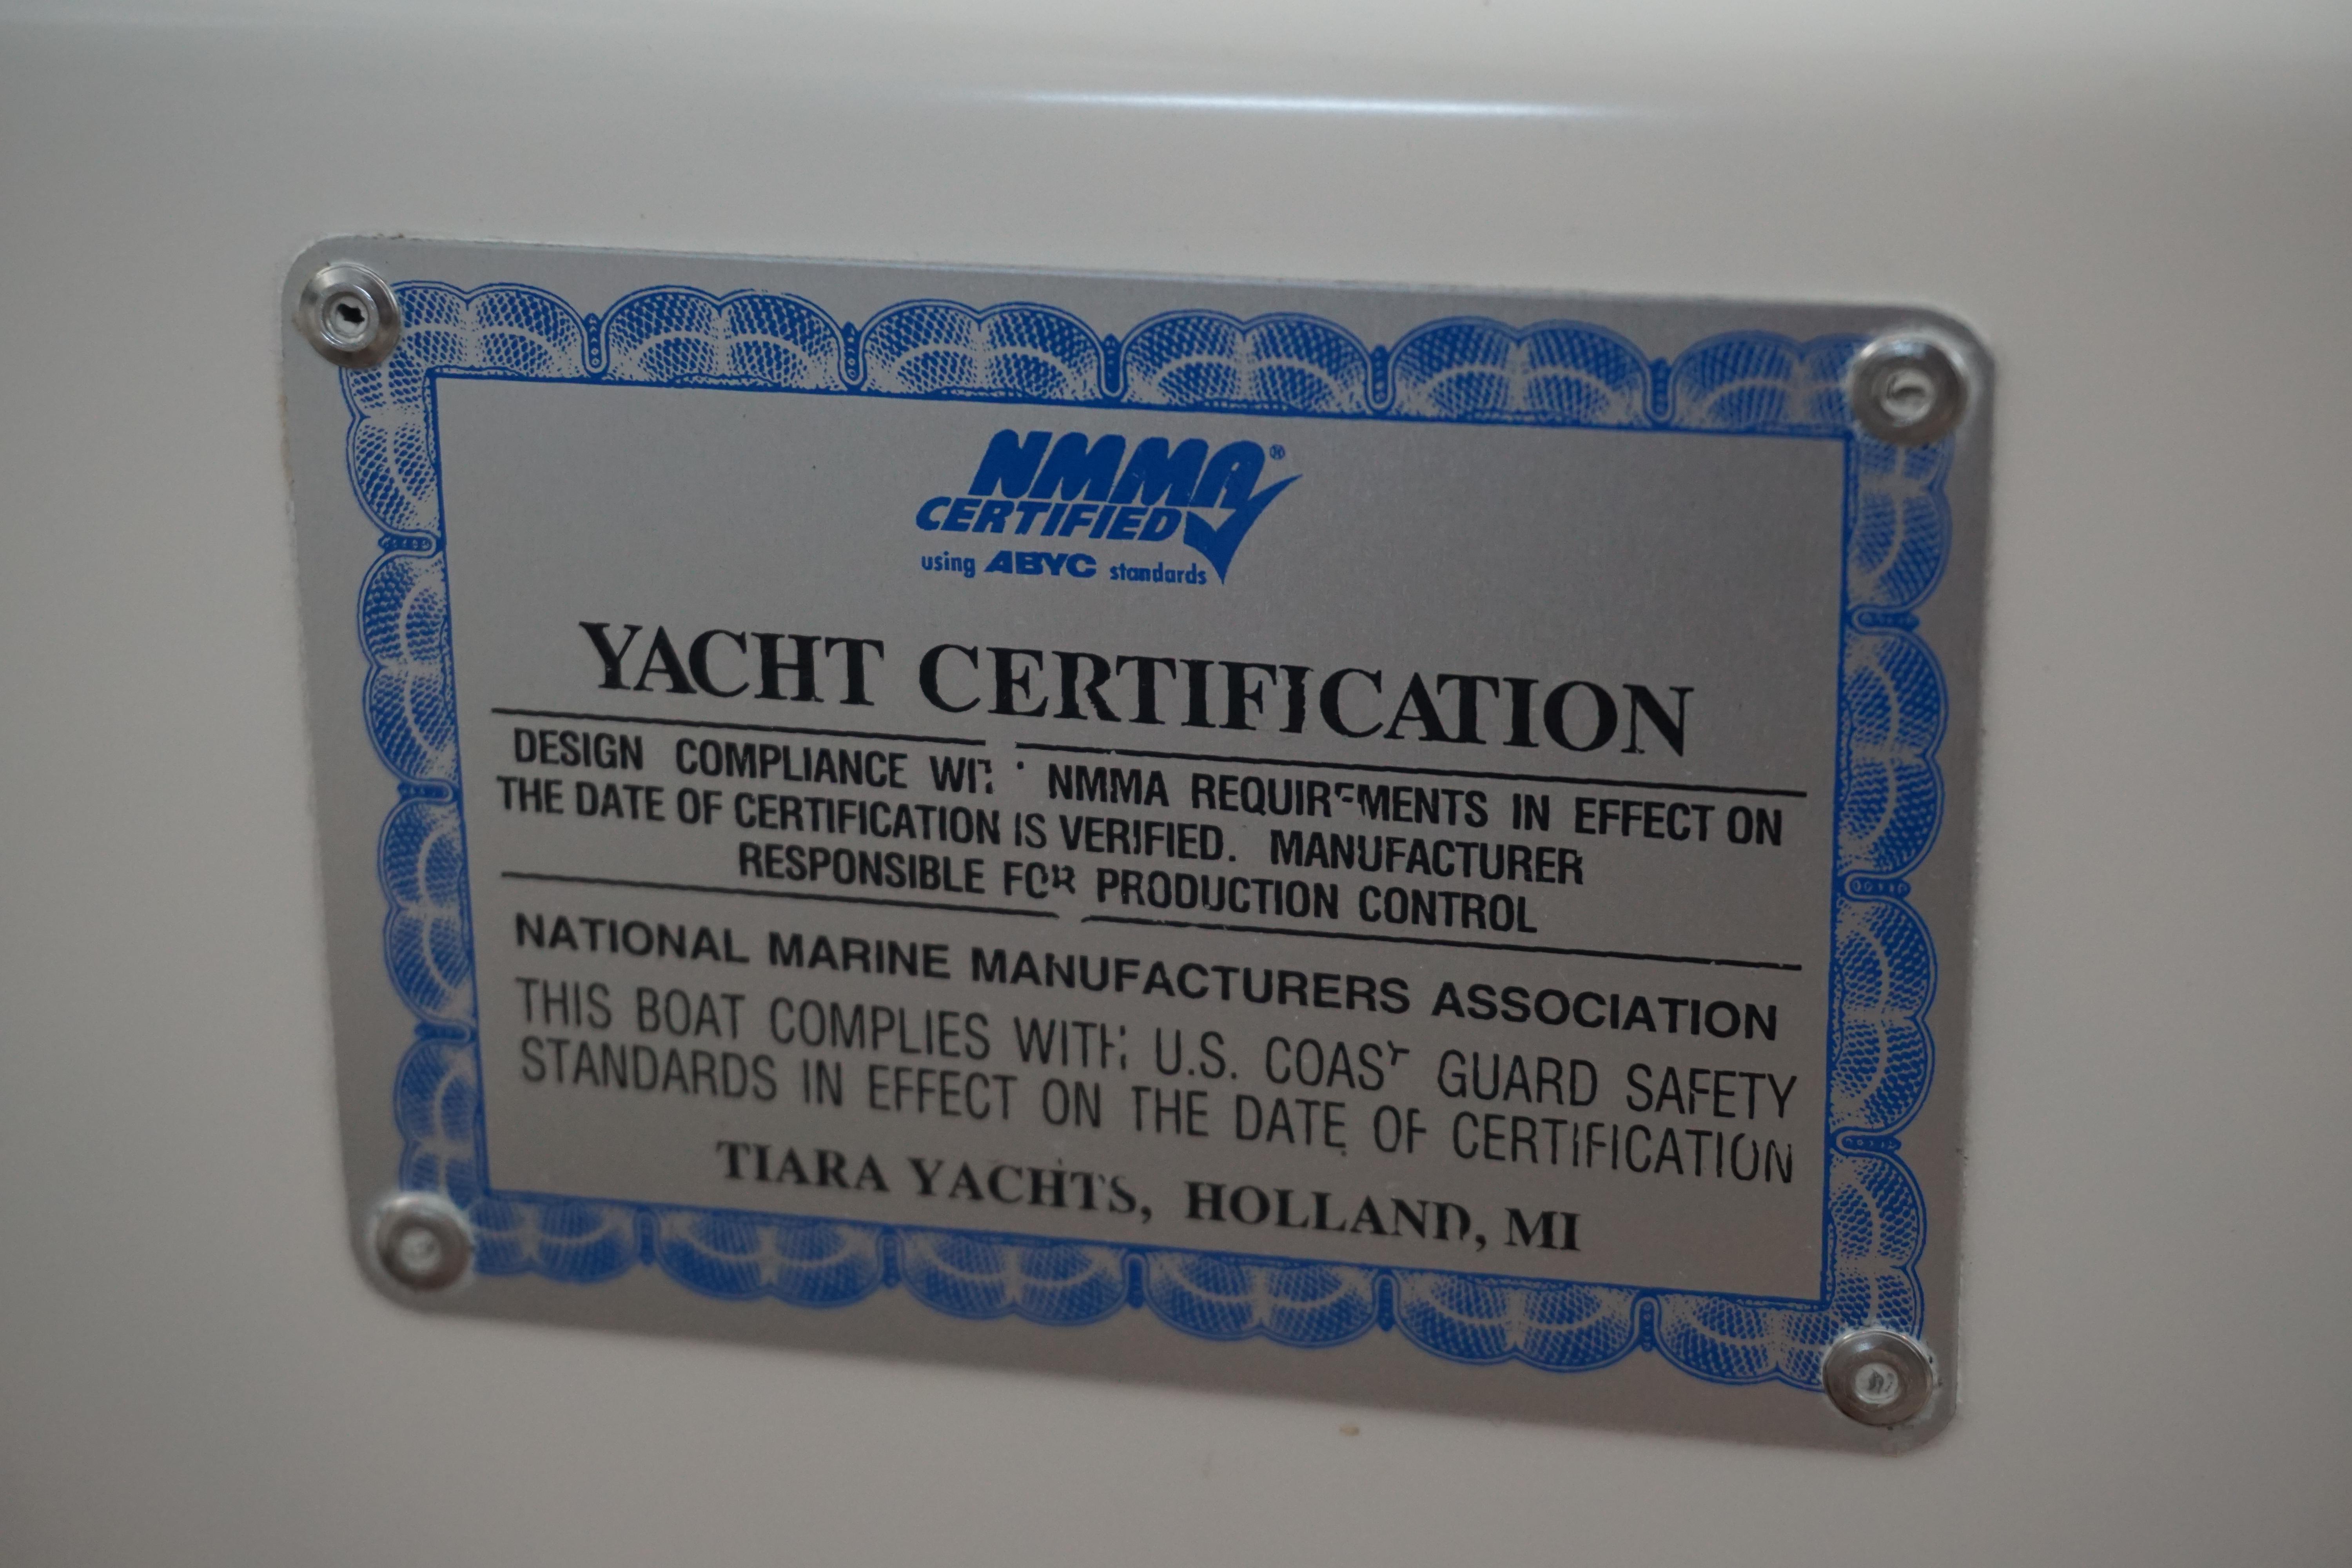 NMMA®
CERTIFIED
using ABYC standards
YACHT CERTIFICATION
DESIGN COMPLIANCE WITH NMMA REQUIREMENTS IN EFFECT ON
THE DATE OF CERTIFICATION IS VERIFIED. MANUFACTURER
RESPONSIBLE FOR PRODUCTION CONTROL
NATIONAL MARINE MANUFACTURERS ASSOCIATION
THIS BOAT COMPLIES WITH U.S. COAST GUARD SAFETY
STANDARDS IN EFFECT ON THE DATE OF CERTIFICATION
TIARA YACHTS, HOLLAND, MI